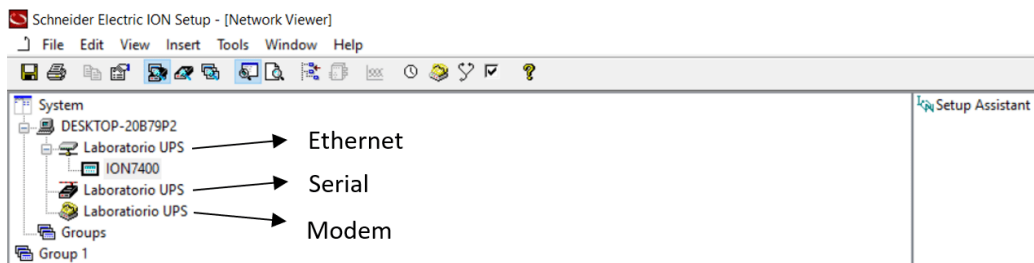 Schneider Electric ION Setup - [Network Viewer]
File Edit View Insert Tools Window Help
System
Setup Assistant
DESKTOP-20B79P2
Laboratorio UPS
Ethernet
ION7400
Laboratorio UPS
Serial
Laboratiorio UPS
Modem
Groups
Group 1